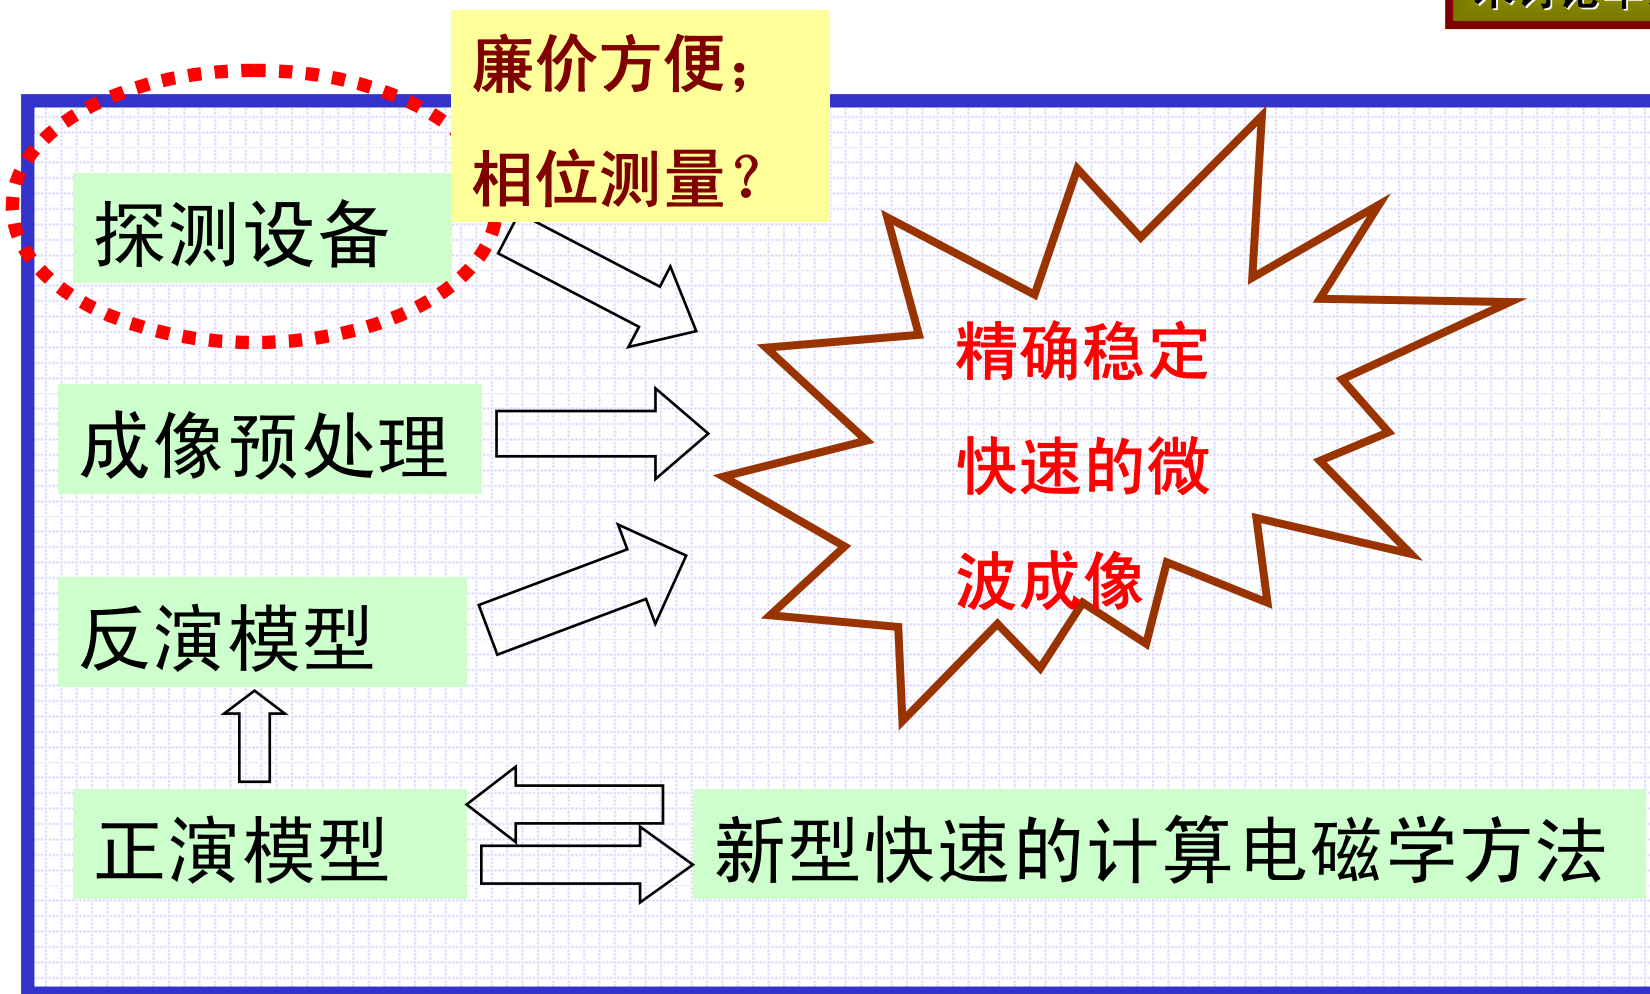 廉价方便；
相位测量？
探测设备
成像预处理
反演模型
正演模型
精确稳定
快速的微
波成像
新型快速的计算电磁学方法